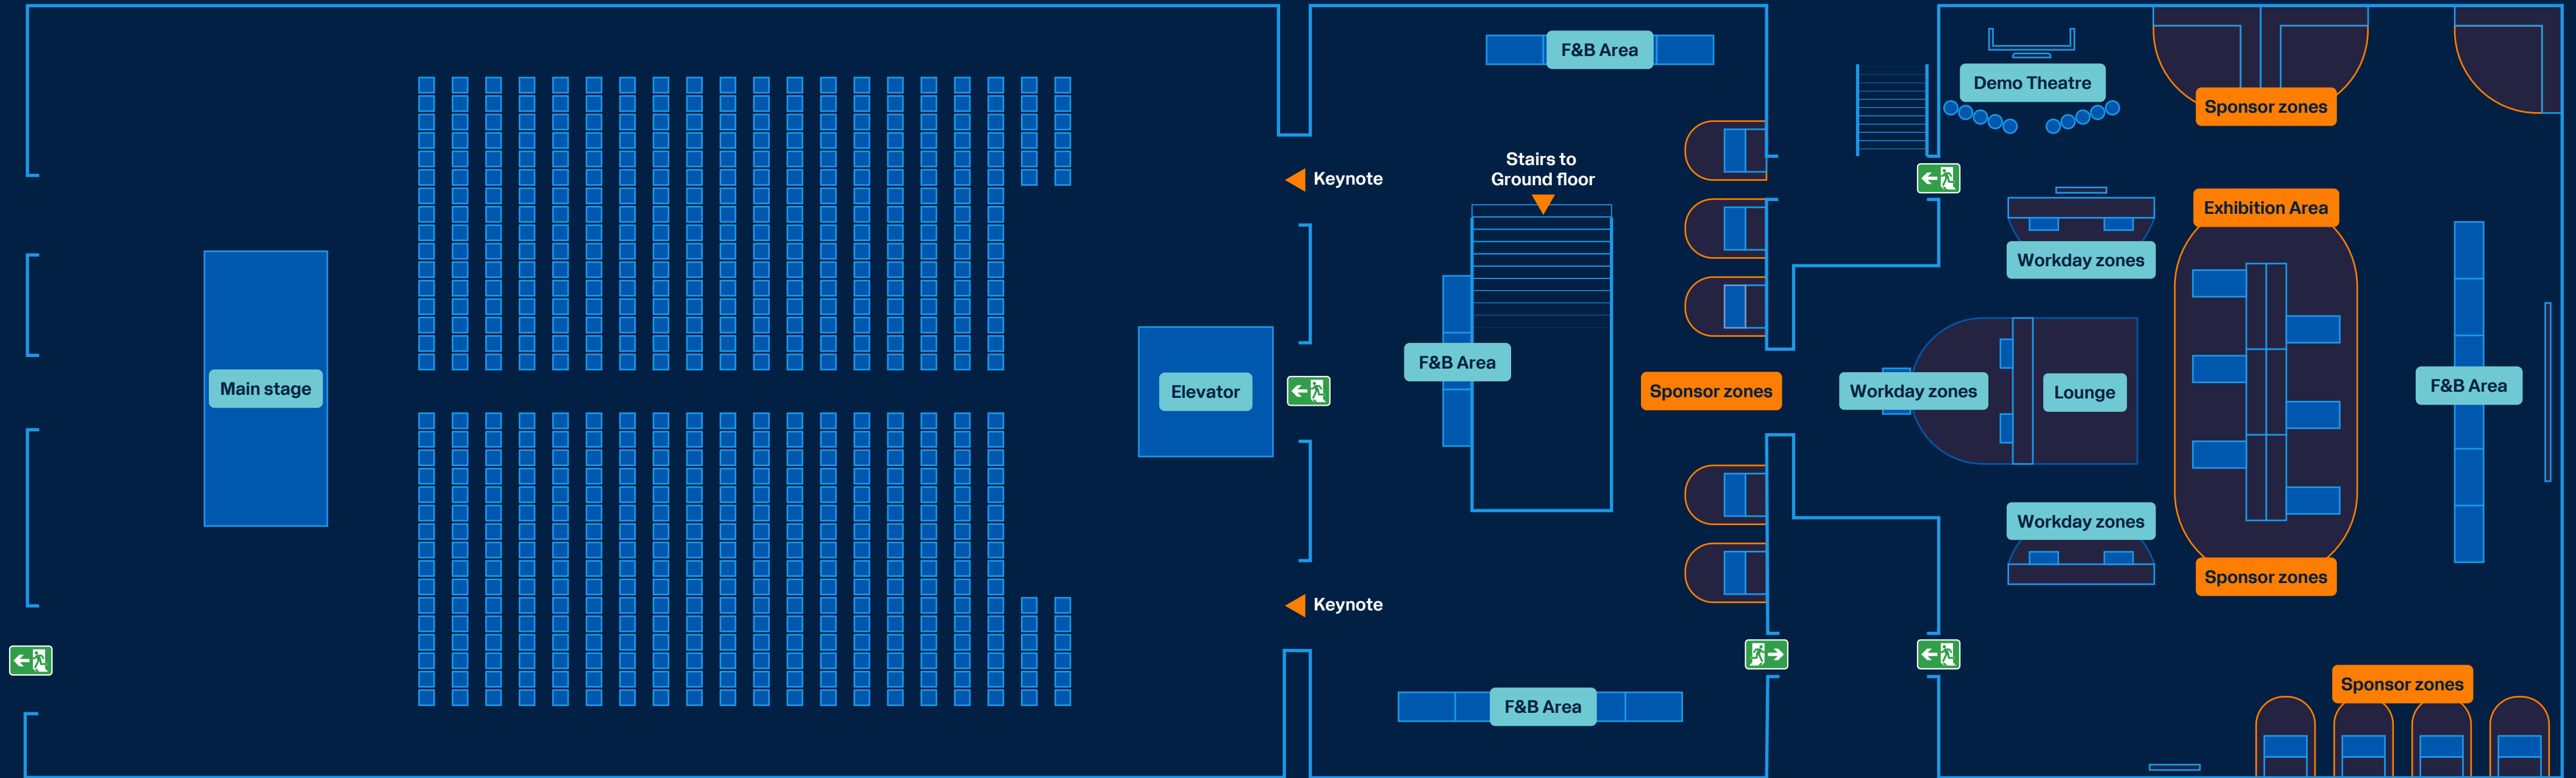 Main stage
Elevator
Keynote
Keynote
F&B Area
Stairs to
Ground floor
F&B Area
F&B Area
Sponsor zones
Demo Theatre
Workday zones
Workday zones
Lounge
Workday zones
Sponsor zones
Exhibition Area
Sponsor zones
F&B Area
Sponsor zones